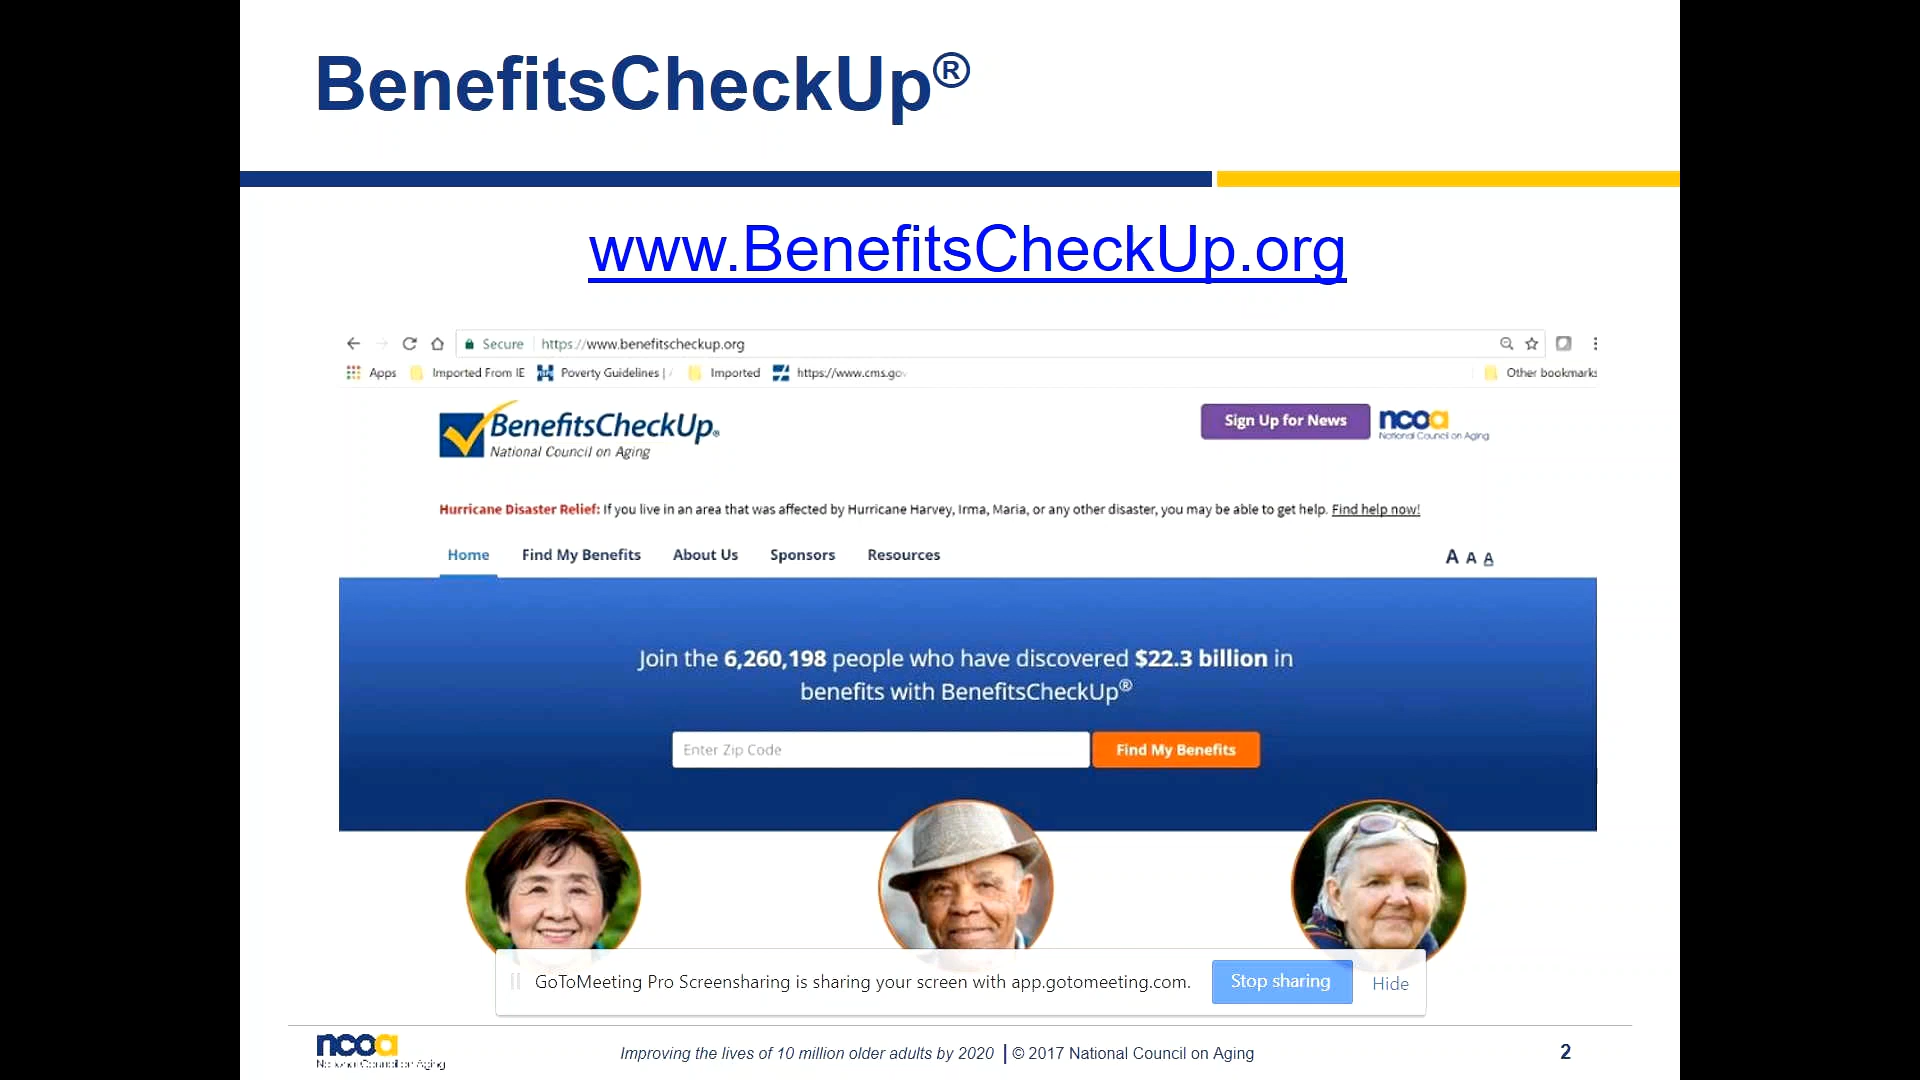 BenefitsCheckUp®
www.BenefitsCheckUp.org
Secure https://www.benefitscheckup.org
Apps Imported From IE Poverty Guidelines | Imported https://www.cms.gov Other bookmarks
BenefitsCheckUp®
National Council on Aging
Sign Up for News
ncoa
National Council on Aging
Hurricane Disaster Relief: If you live in an area that was affected by Hurricane Harvey, Irma, Maria, or any other disaster, you may be able to get help. Find help now!
Home Find My Benefits About Us Sponsors Resources A A A
Join the 6,260,198 people who have discovered $22.3 billion in
benefits with BenefitsCheckUp®
Enter Zip Code Find My Benefits
GoToMeeting Pro Screensharing is sharing your screen with app.gotomeeting.com. Stop sharing Hide
ncoa
National Council on Aging
Improving the lives of 10 million older adults by 2020 | © 2017 National Council on Aging 2